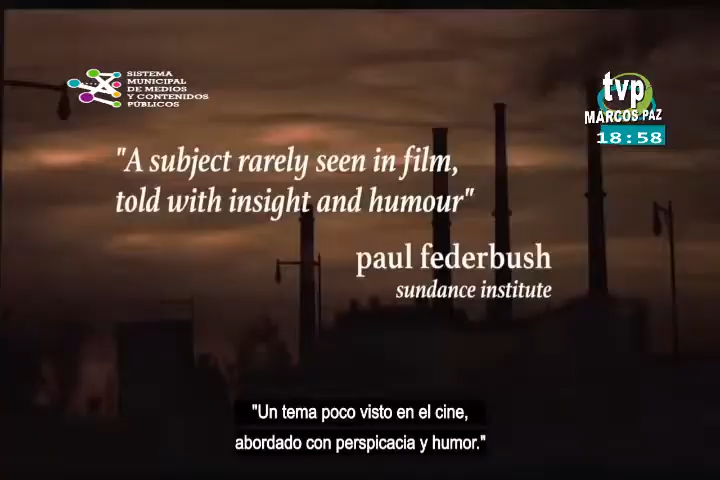 SISTEMA
MUNICIPAL
DE MEDIOS
Y CONTENIDOS
PÚBLICOS
tvp
MARCOS PAZ
18:58
"A subject rarely seen in film,
told with insight and humour"
paul federbush
sundance institute
"Un tema poco visto en el cine,
abordado con perspicacia y humor."